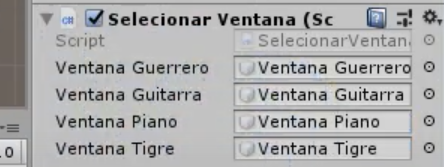 Selecionar Ventana (Sc
Script SelecionarVentan
Ventana Guerrero Ventana Guerrero
Ventana Guitarra Ventana Guitarra
Ventana Piano Ventana Piano
.0 Ventana Tigre Ventana Tigre